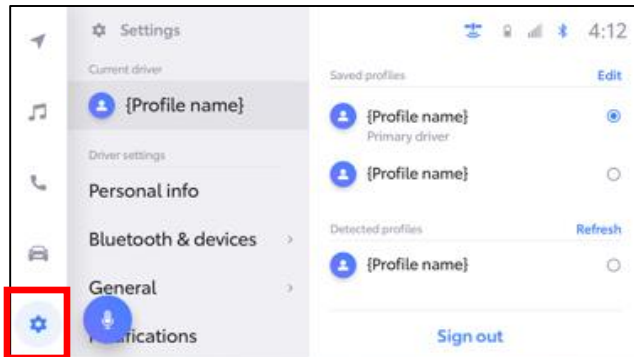 Settings
4:12
Current driver
{Profile name}
Driver settings
Personal info
Bluetooth & devices
General
fications
Saved profiles Edit
{Profile name}
Primary driver
{Profile name}
Detected profiles Refresh
{Profile name}
Sign out